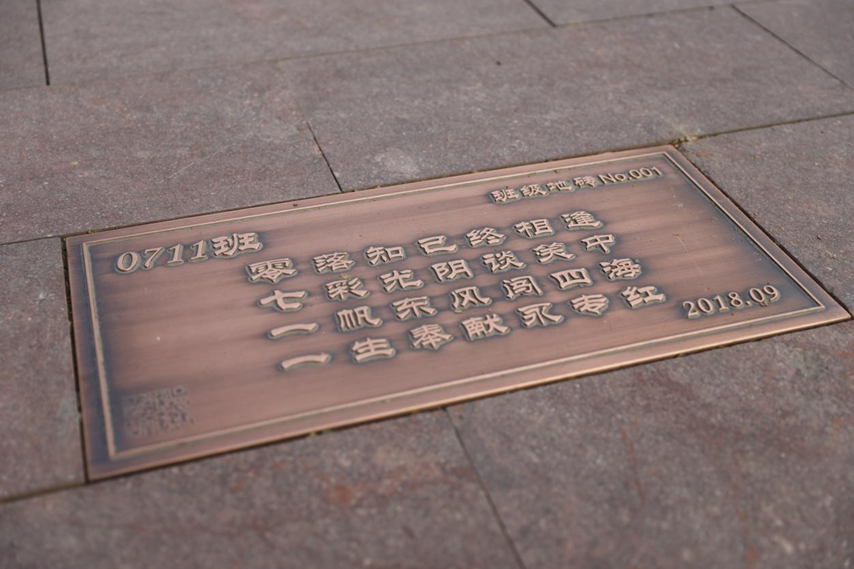 班级地砖No.001
0711班
零落知己终相逢
七彩光阴谈笑中
一帆东风闯四海
一生奉献永专红
2018.09